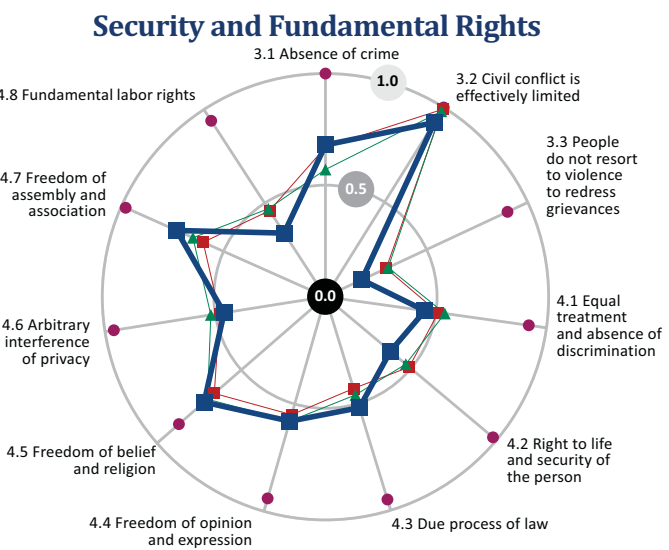 Security and Fundamental Rights
3.1 Absence of crime
1.0
3.2 Civil conflict is
effectively limited
4.8 Fundamental labor rights
3.3 People
do not resort
to violence
to redress
grievances
4.7 Freedom of
assembly and
association
0.5
0.0
4.1 Equal
treatment
and absence of
discrimination
4.6 Arbitrary
interference
of privacy
4.2 Right to life
and security of
the person
4.5 Freedom of belief
and religion
4.3 Due process of law
4.4 Freedom of opinion
and expression